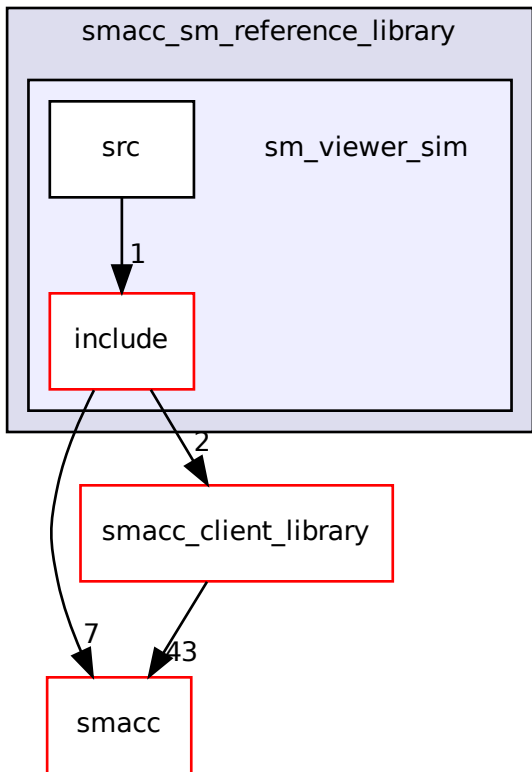 smacc_sm_reference_library
src
sm_viewer_sim
1
include
2
smacc_client_library
7
43
smacc